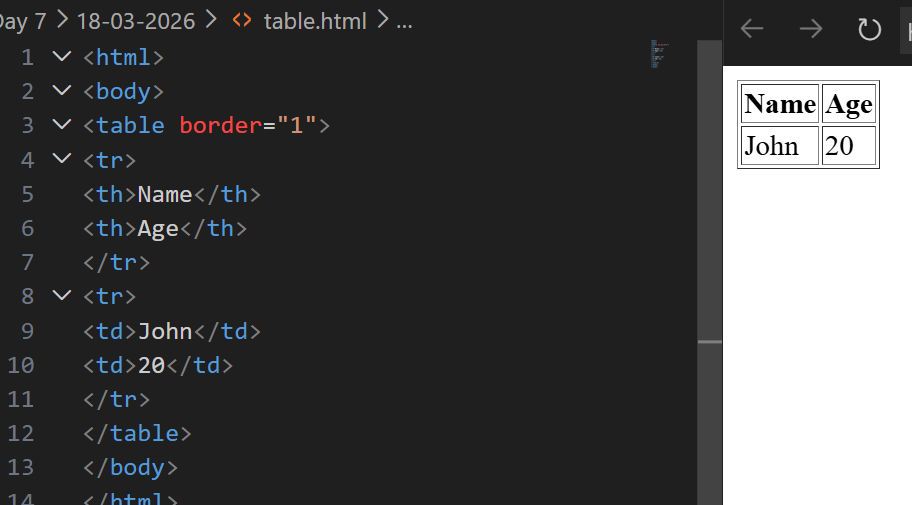 ay 7 > 18-03-2026 > <> table.html > ...
1 <html>
2 <body>
3 <table border="1">
4 <tr>
5 <th>Name</th>
6 <th>Age</th>
7 </tr>
8 <tr>
9 <td>John</td>
10 <td>20</td>
11 </tr>
12 </table>
13 </body>
14 </html>
Name Age
John 20